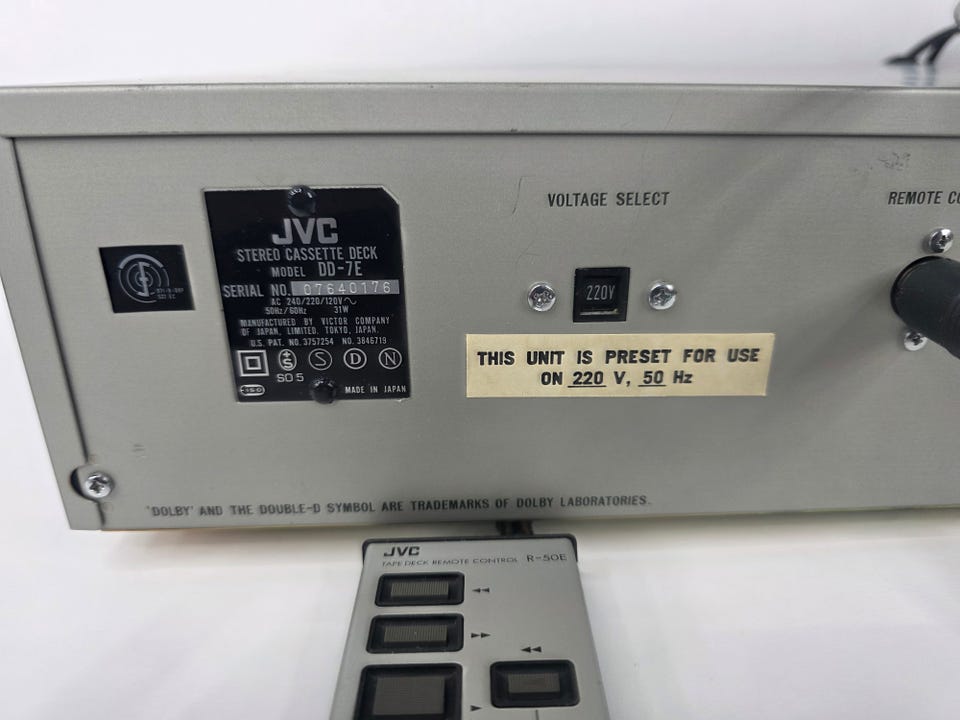 JVC
STEREO CASSETTE DECK
MODEL DD-7E
SERIAL NO. 07640176
AC 240/220/120V~
50Hz/60Hz 31W
MANUFACTURED BY VICTOR COMPANY
OF JAPAN, LIMITED. TOKYO, JAPAN.
U.S. PAT. NO. 3757254 NO. 3846719
S S D N
SO 5
MADE IN JAPAN
VOLTAGE SELECT
220V
THIS UNIT IS PRESET FOR USE
ON 220 V, 50 Hz
REMOTE
'DOLBY' AND THE DOUBLE-D SYMBOL ARE TRADEMARKS OF DOLBY LABORATORIES.
JVC
TAPE DECK REMOTE CONTROL R-50E